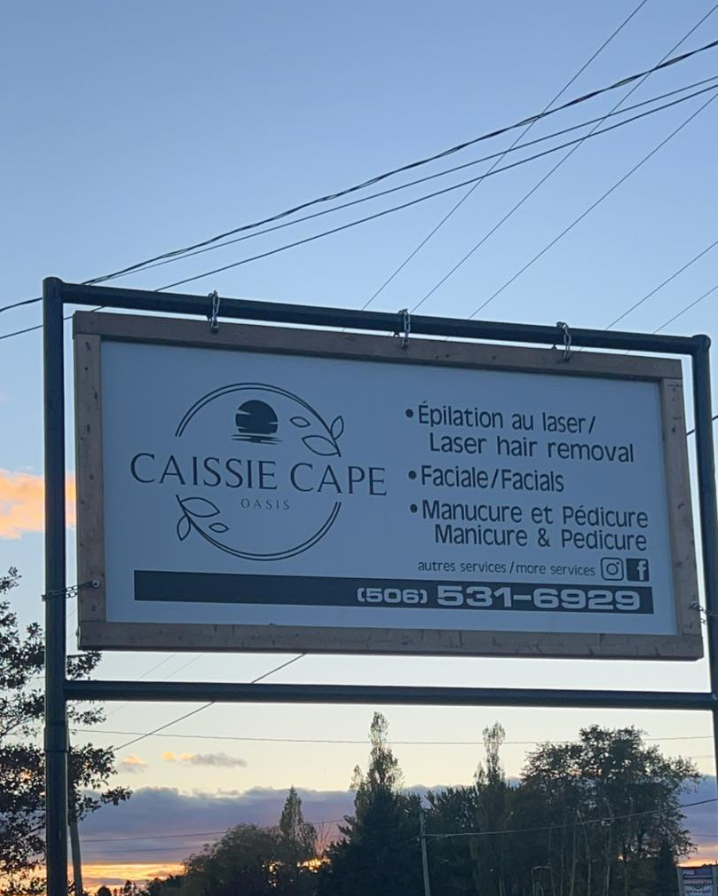 CAISSIE CAPE
OASIS
•Épilation au laser/
Laser hair removal
•Faciale/Facials
•Manucure et Pédicure
Manicure & Pedicure
autres services/more services
(506) 531-6929